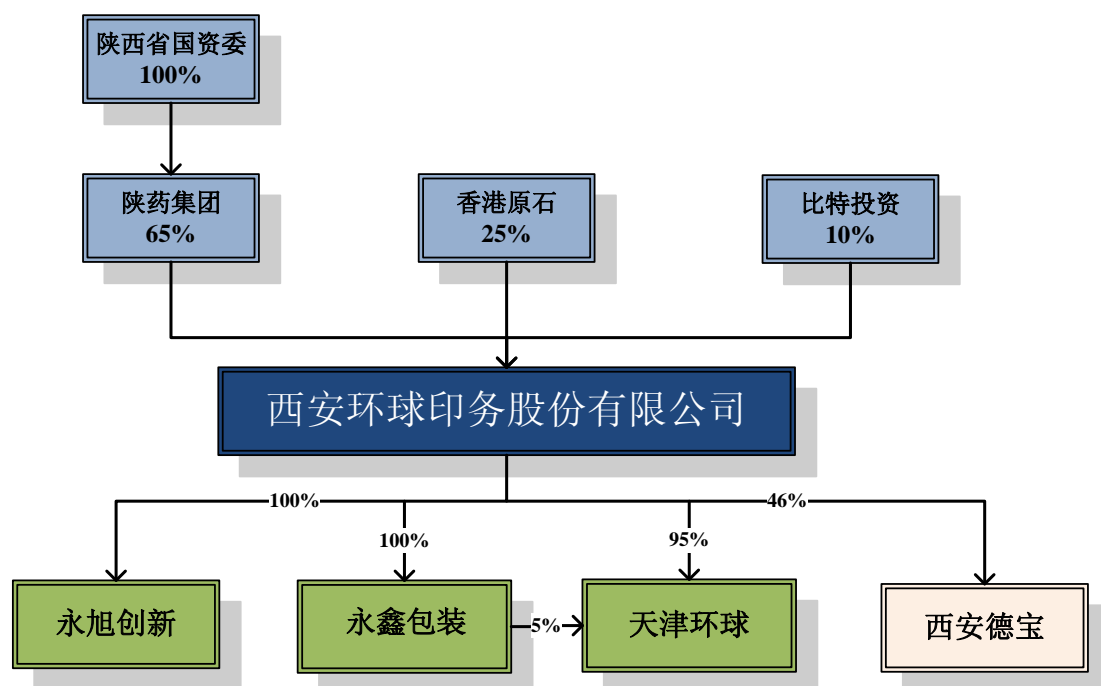 陕西省国资委
100%
陕药集团
65%
香港原石
25%
比特投资
10%
西安环球印务股份有限公司
100%
46%
100%
95%
永旭创新
永鑫包装
5%
天津环球
西安德宝